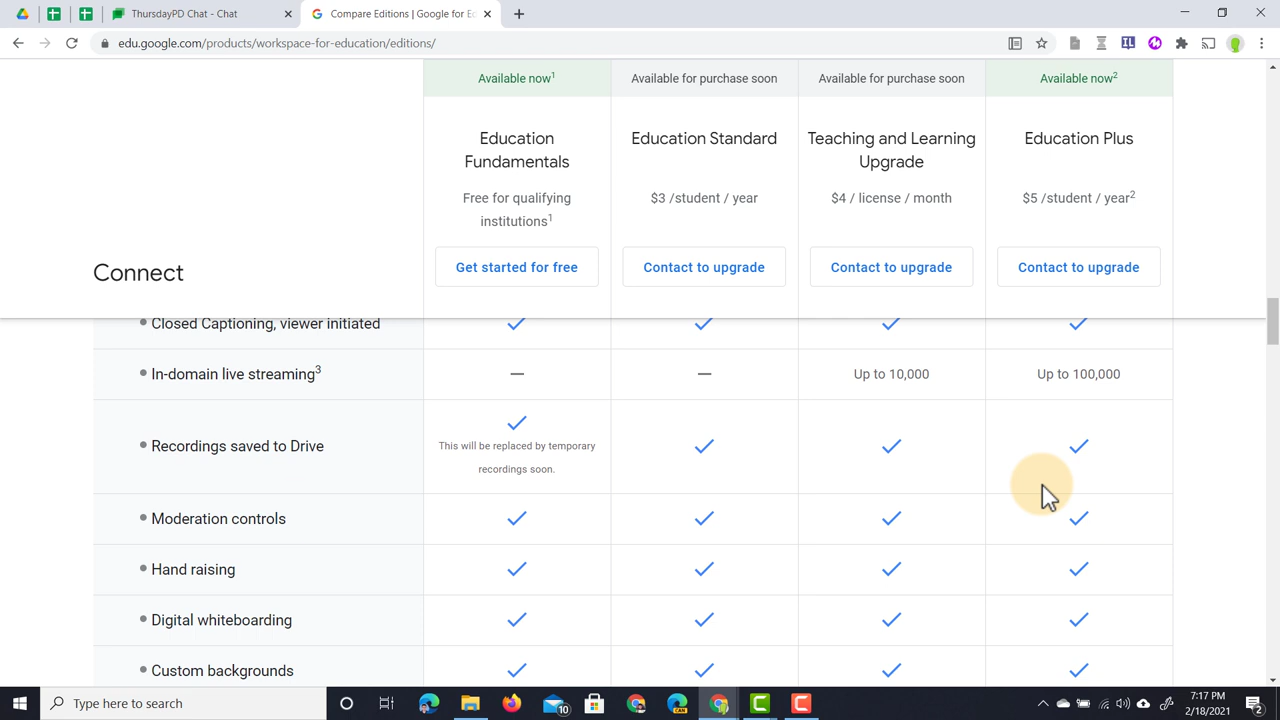 ThursdayPD Chat - Chat
Compare Editions | Google for E
edu.google.com/products/workspace-for-education/editions/
IL
Available now1
Available for purchase soon
Available for purchase soon
Available now2
Education
Fundamentals
Education Standard
Teaching and Learning
Upgrade
Education Plus
Free for qualifying
institutions1
$3 /student / year
$4 / license / month
$5 /student / year2
Connect
Get started for free
Contact to upgrade
Contact to upgrade
Contact to upgrade
Closed Captioning, viewer initiated
In-domain live streaming3
Up to 10,000
Up to 100,000
Recordings saved to Drive
This will be replaced by temporary
recordings soon.
Moderation controls
Hand raising
Digital whiteboarding
Custom backgrounds
Type here to search
10
CAN
7:17 PM
2/18/2021
2